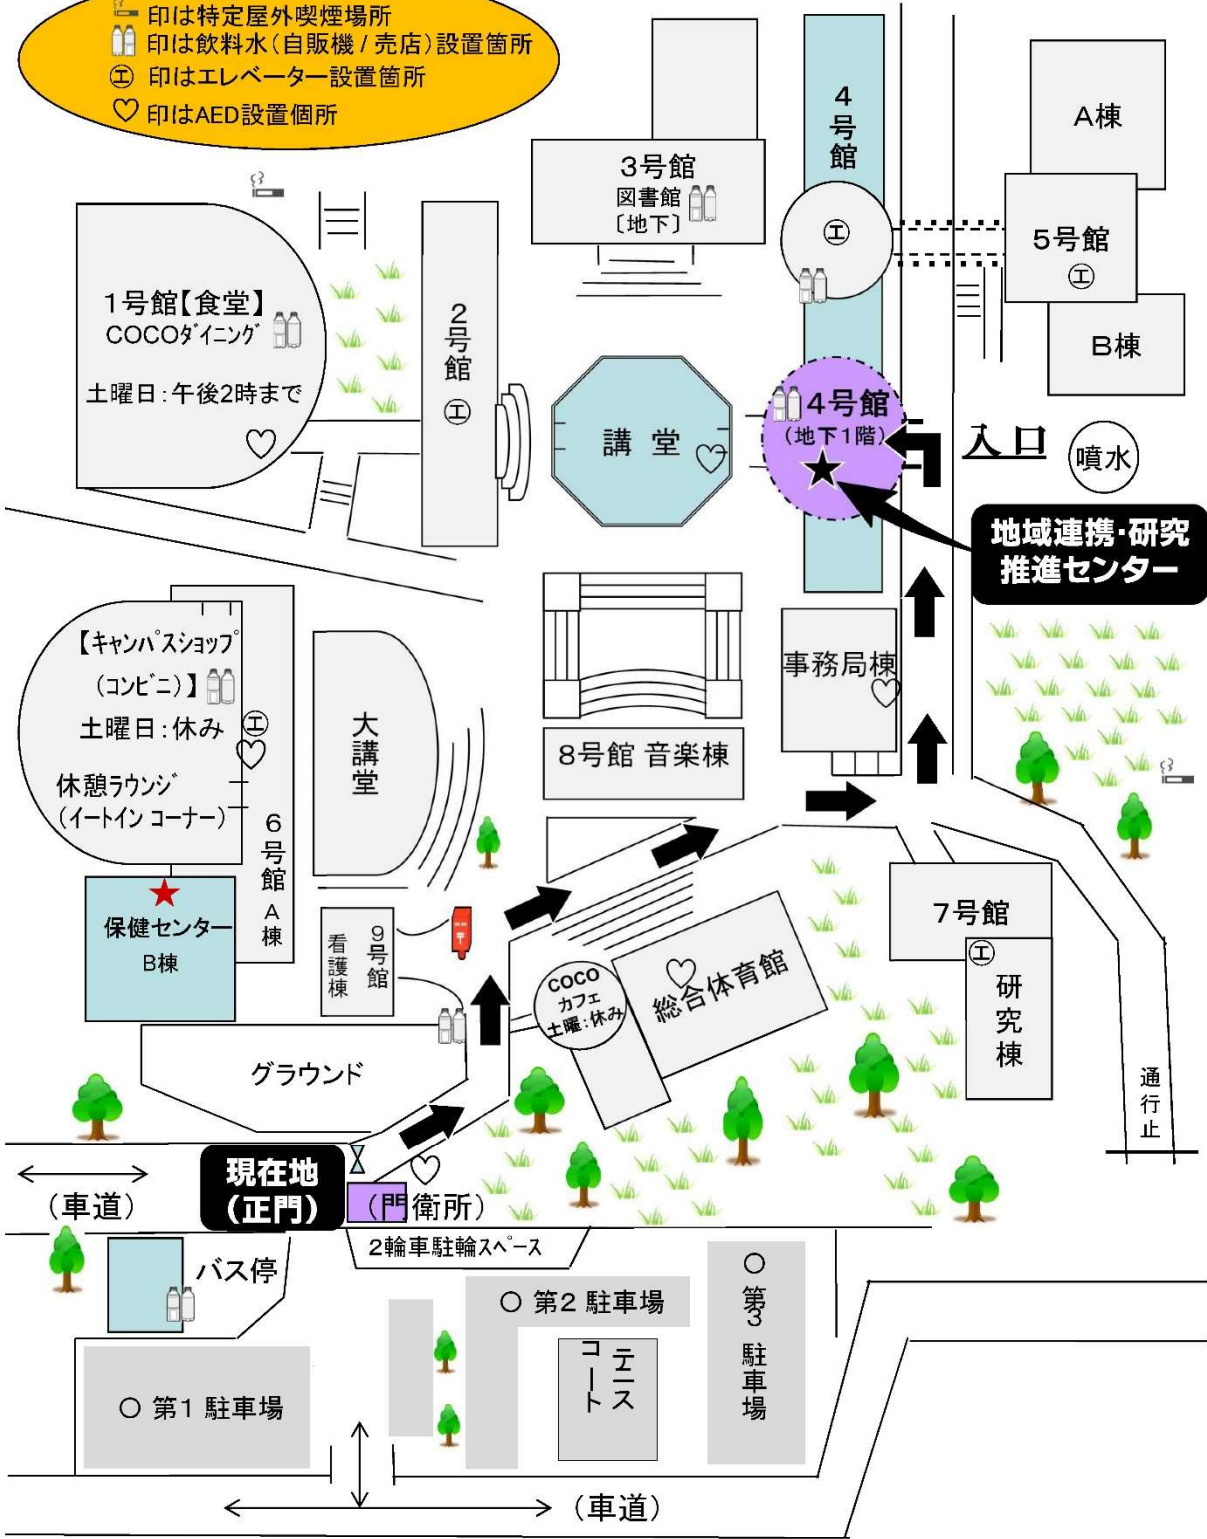 印は特定屋外喫煙場所
印は飲料水(自販機/売店)設置箇所
エ 印はエレベーター設置箇所
印はAED設置個所
4号館
A棟
3号館
図書館
〔地下〕
エ
5号館
エ
B棟
1号館【食堂】
COCOダイニング
土曜日:午後2時まで
2号館
エ
講堂
4号館
(地下1階)
入口
噴水
地域連携・研究
推進センター
【キャンパスショップ
(コンビニ)】
土曜日:休み
エ
休憩ラウンジ
(イートイン コーナー)
6号館 A棟
大講堂
事務局棟
8号館 音楽棟
保健センター
B棟
9号館
看護棟
〒
COCO
カフェ
土曜:休み
総合体育館
7号館
エ
研究棟
通行止
グラウンド
現在地
(正門)
(門衛所)
(車道)
2輪車駐輪スペース
バス停
○ 第1 駐車場
○ 第2 駐車場
テニス
コート
○ 第3 駐車場
(車道)